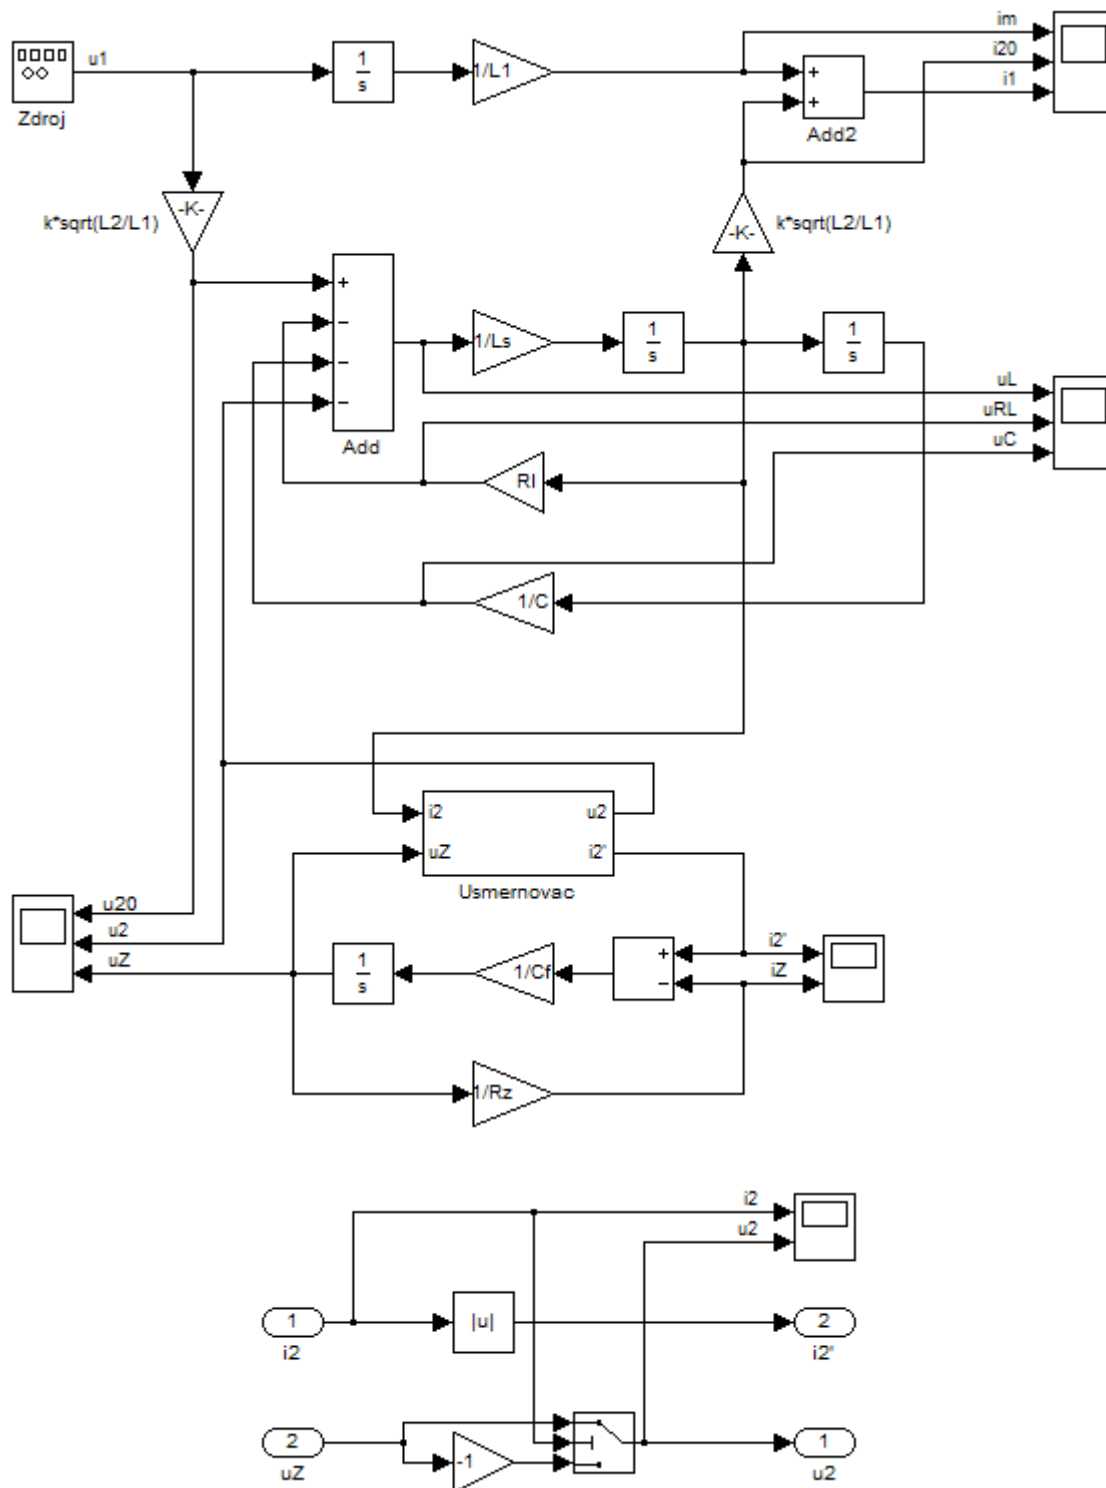 im
u1
i20
1
s
1/L1
+
+
i1
Zdroj
Add2
-K-
k*sqrt(L2/L1)
-K-
k*sqrt(L2/L1)
+
−
−
−
Add
1/Ls
1
s
1
s
uL
uRL
uC
Rl
1/C
i2
uZ
u2
i2'
Usmernovac
u20
u2
uZ
1
s
1/Cf
+
−
i2'
iZ
1/Rz
i2
u2
1
i2
|u|
2
i2'
2
uZ
-1
1
u2